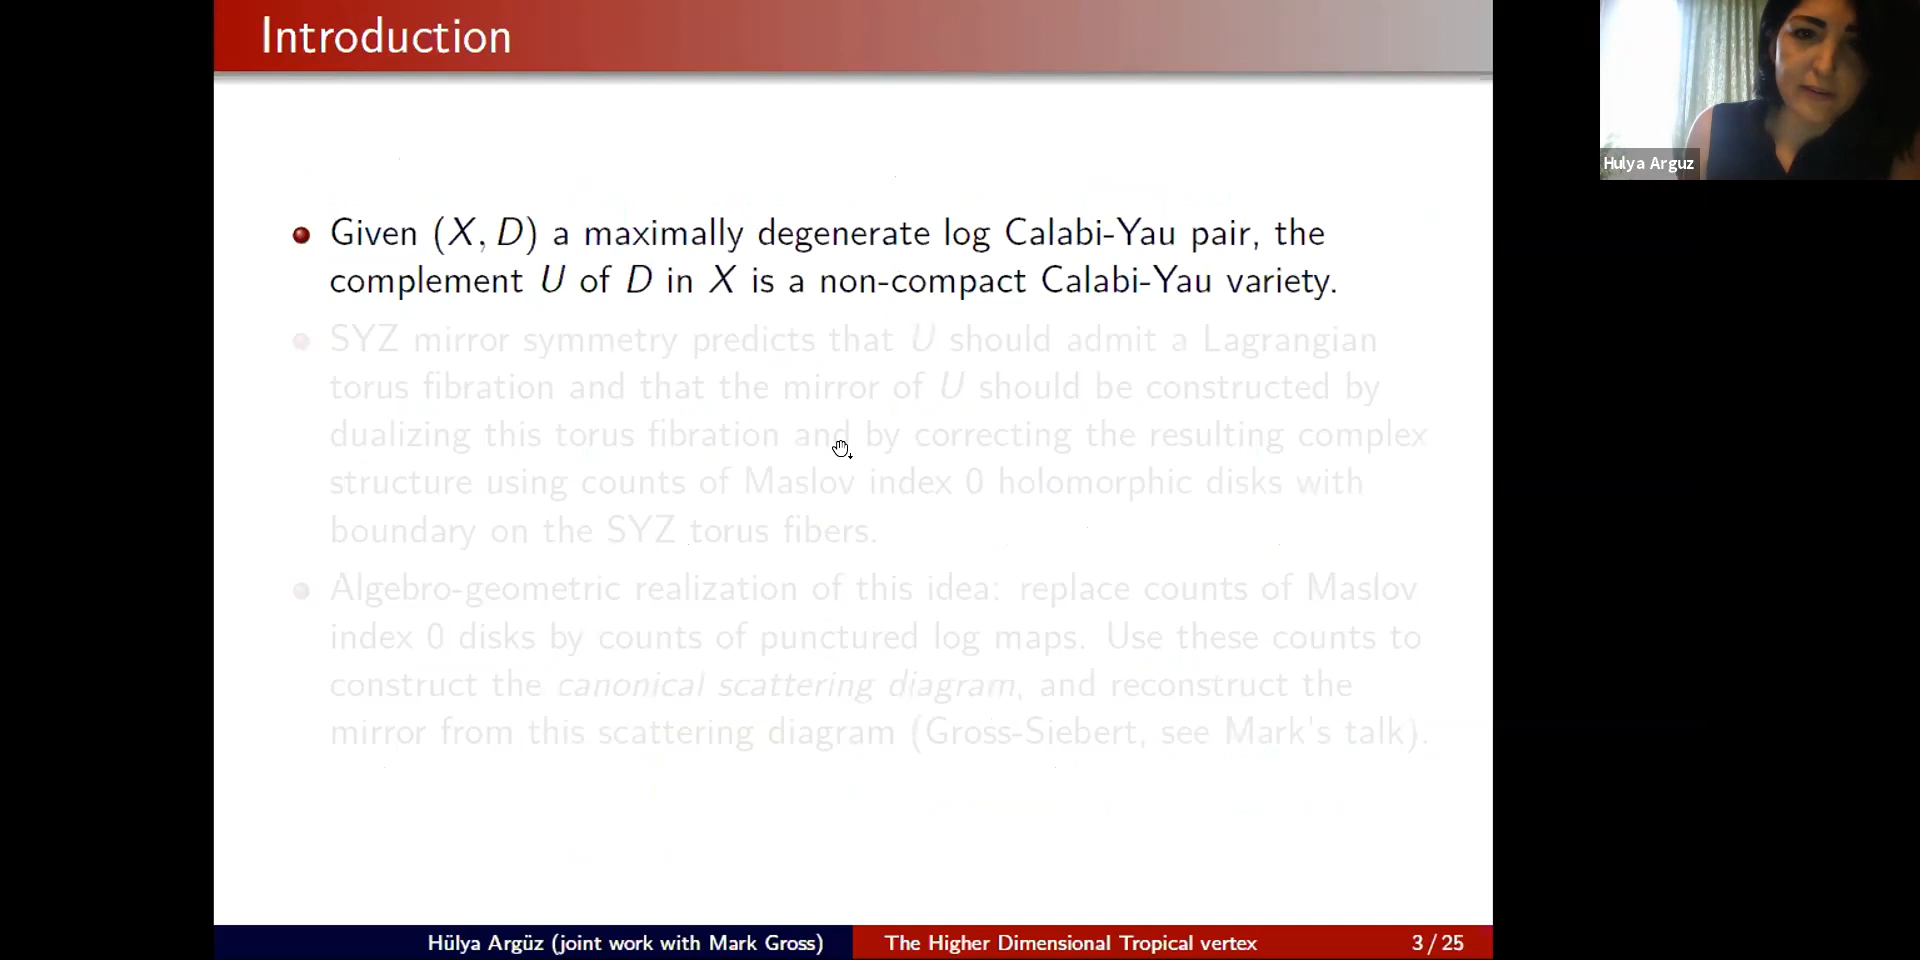 Introduction
Hulya Arguz
Given (X, D) a maximally degenerate log Calabi-Yau pair, the
complement U of D in X is a non-compact Calabi-Yau variety.
SYZ mirror symmetry predicts that U should admit a Lagrangian
torus fibration and that the mirror of U should be constructed by
dualizing this torus fibration and by correcting the resulting complex
structure using counts of Maslov index 0 holomorphic disks with
boundary on the SYZ torus fibers.
Algebro-geometric realization of this idea: replace counts of Maslov
index 0 disks by counts of punctured log maps. Use these counts to
construct the canonical scattering diagram, and reconstruct the
mirror from this scattering diagram (Gross-Siebert, see Mark's talk).
Hülya Argüz (joint work with Mark Gross)
The Higher Dimensional Tropical vertex
3 / 25